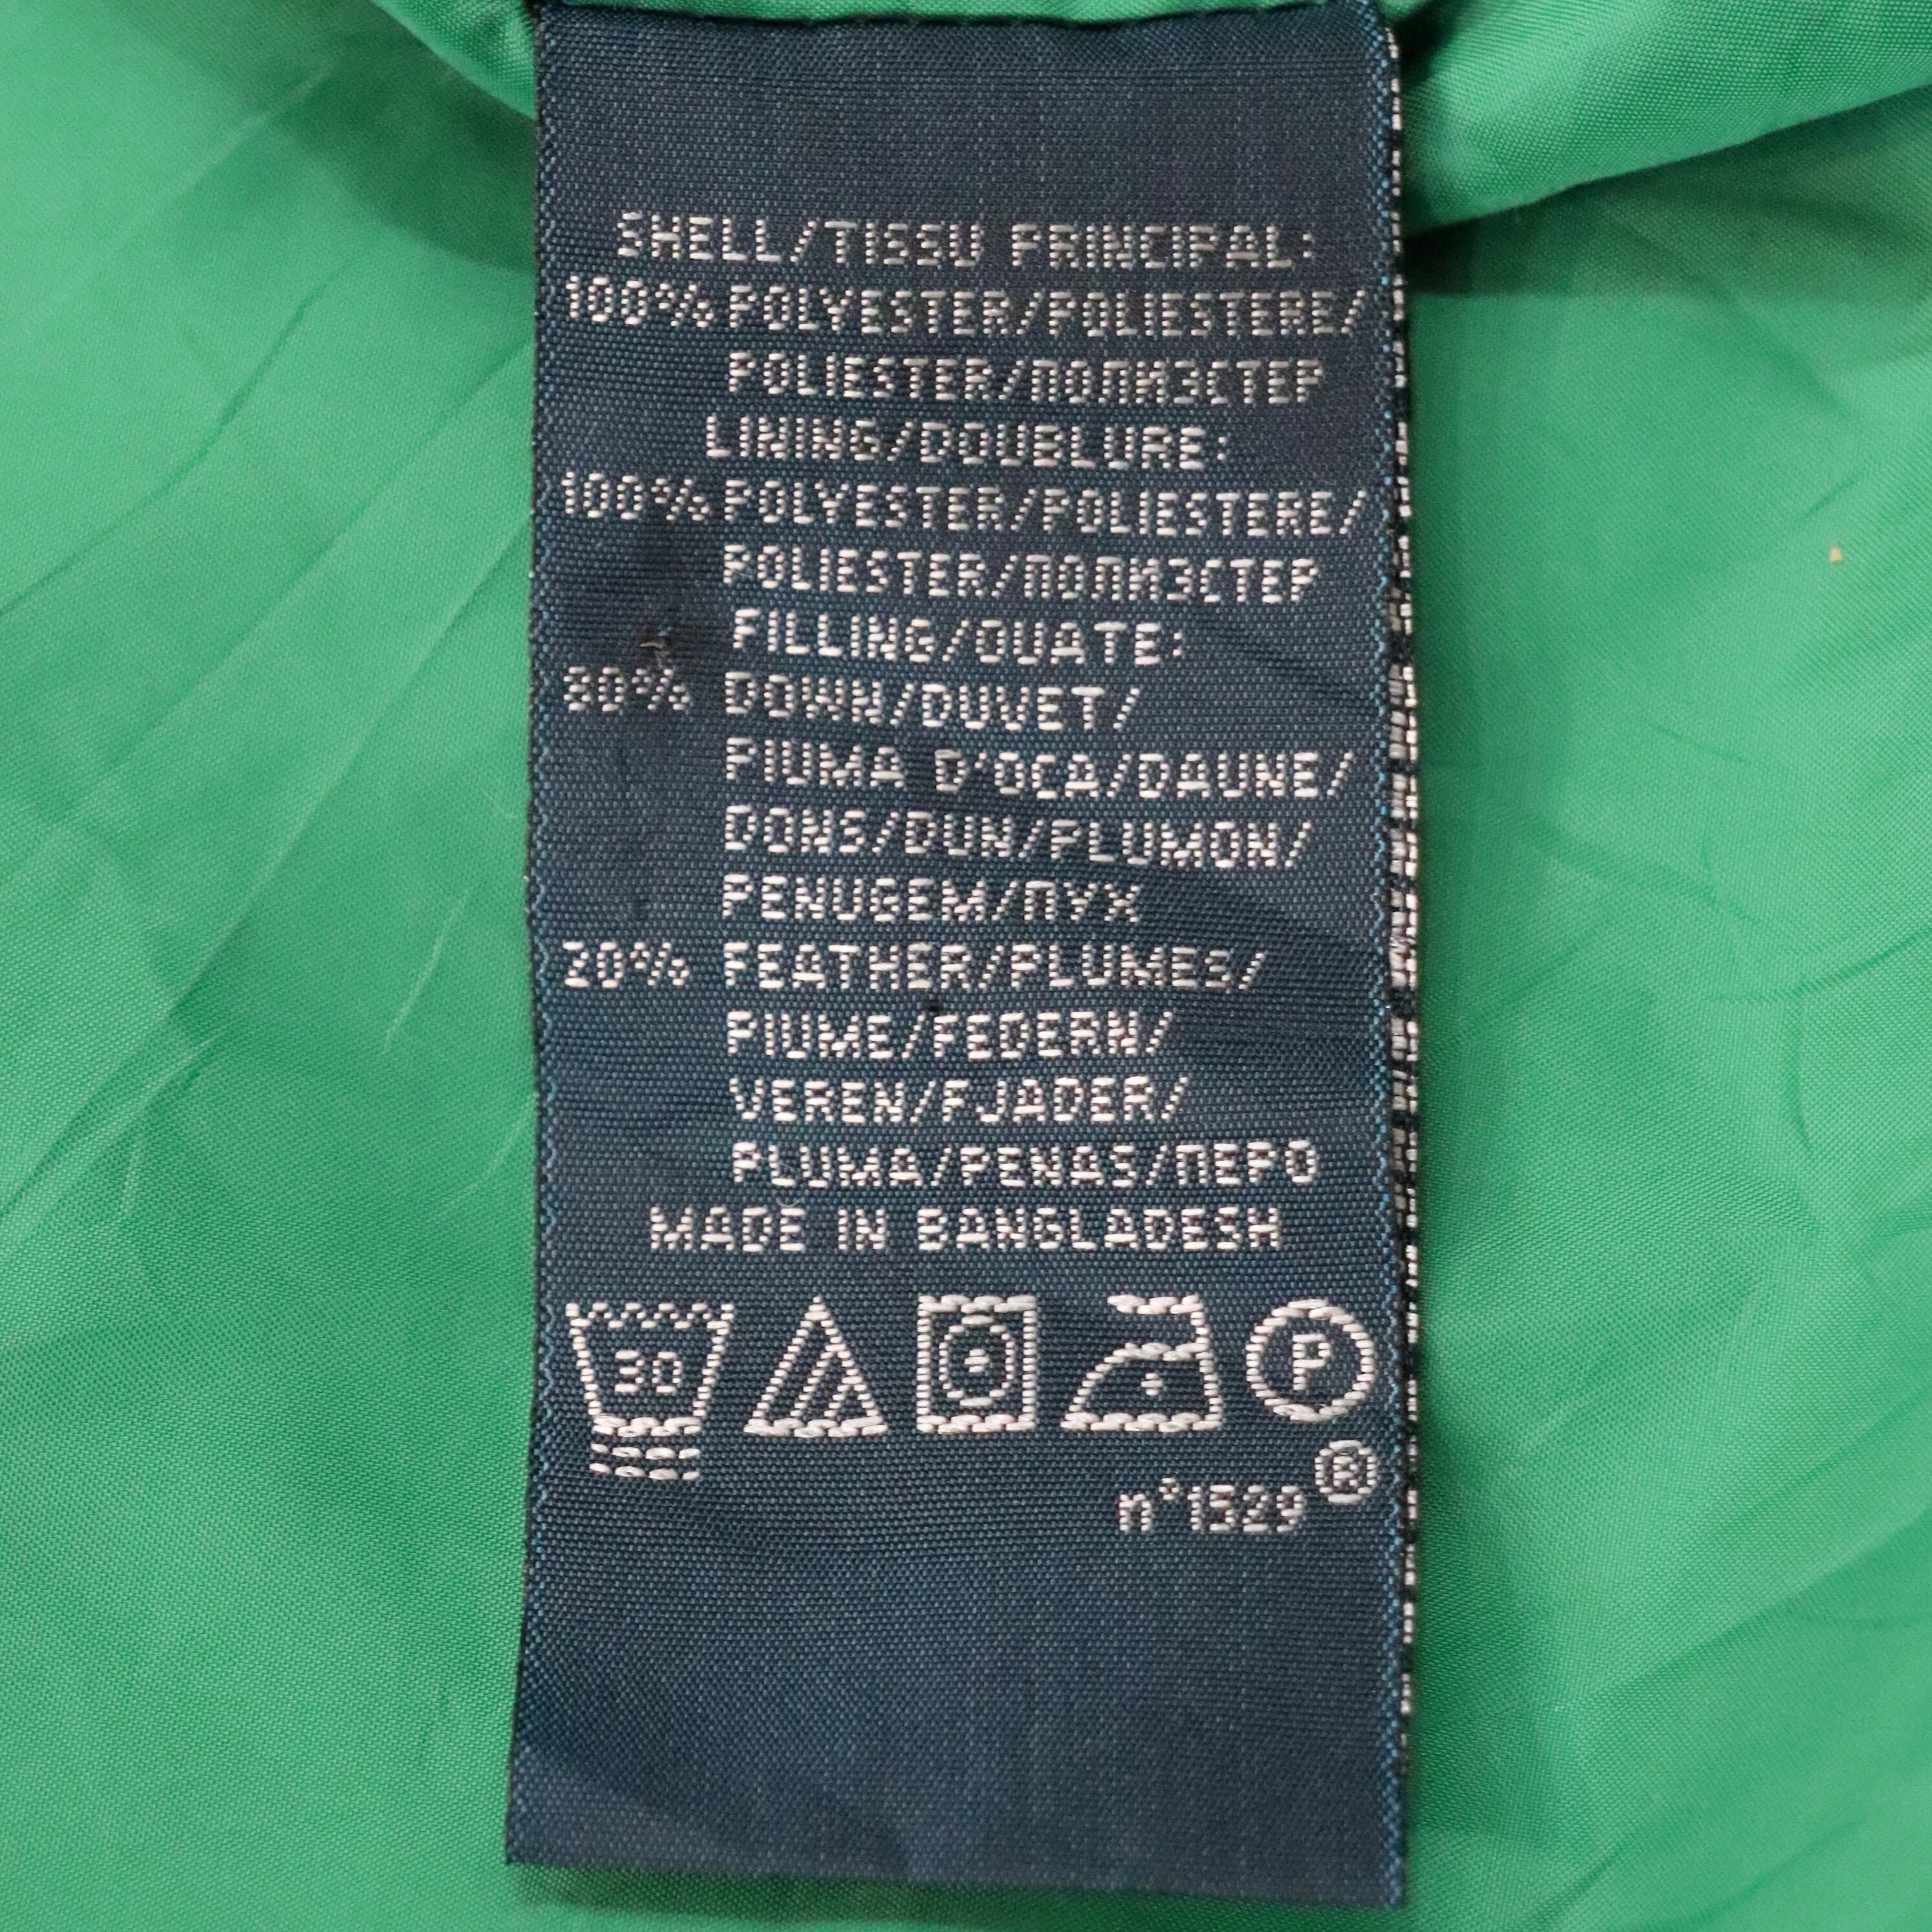 SHELL/TISSU PRINCIPAL:
100% POLYESTER/POLIESTERE/
POLIESTER/ПОЛИЭСТЕР
LINING/DOUBLURE:
100% POLYESTER/POLIESTERE/
POLIESTER/ПОЛИЭСТЕР
FILLING/OUATE:
80% DOWN/DUVET/
PIUMA D'OCA/DAUNE/
DONS/DUN/PLUMON/
PENUGEM/ПУХ
20% FEATHER/PLUMES/
PIUME/FEDERN/
VEREN/FJADER/
PLUMA/PENAS/ПЕРО
MADE IN BANGLADESH
30 P
®
n°1529